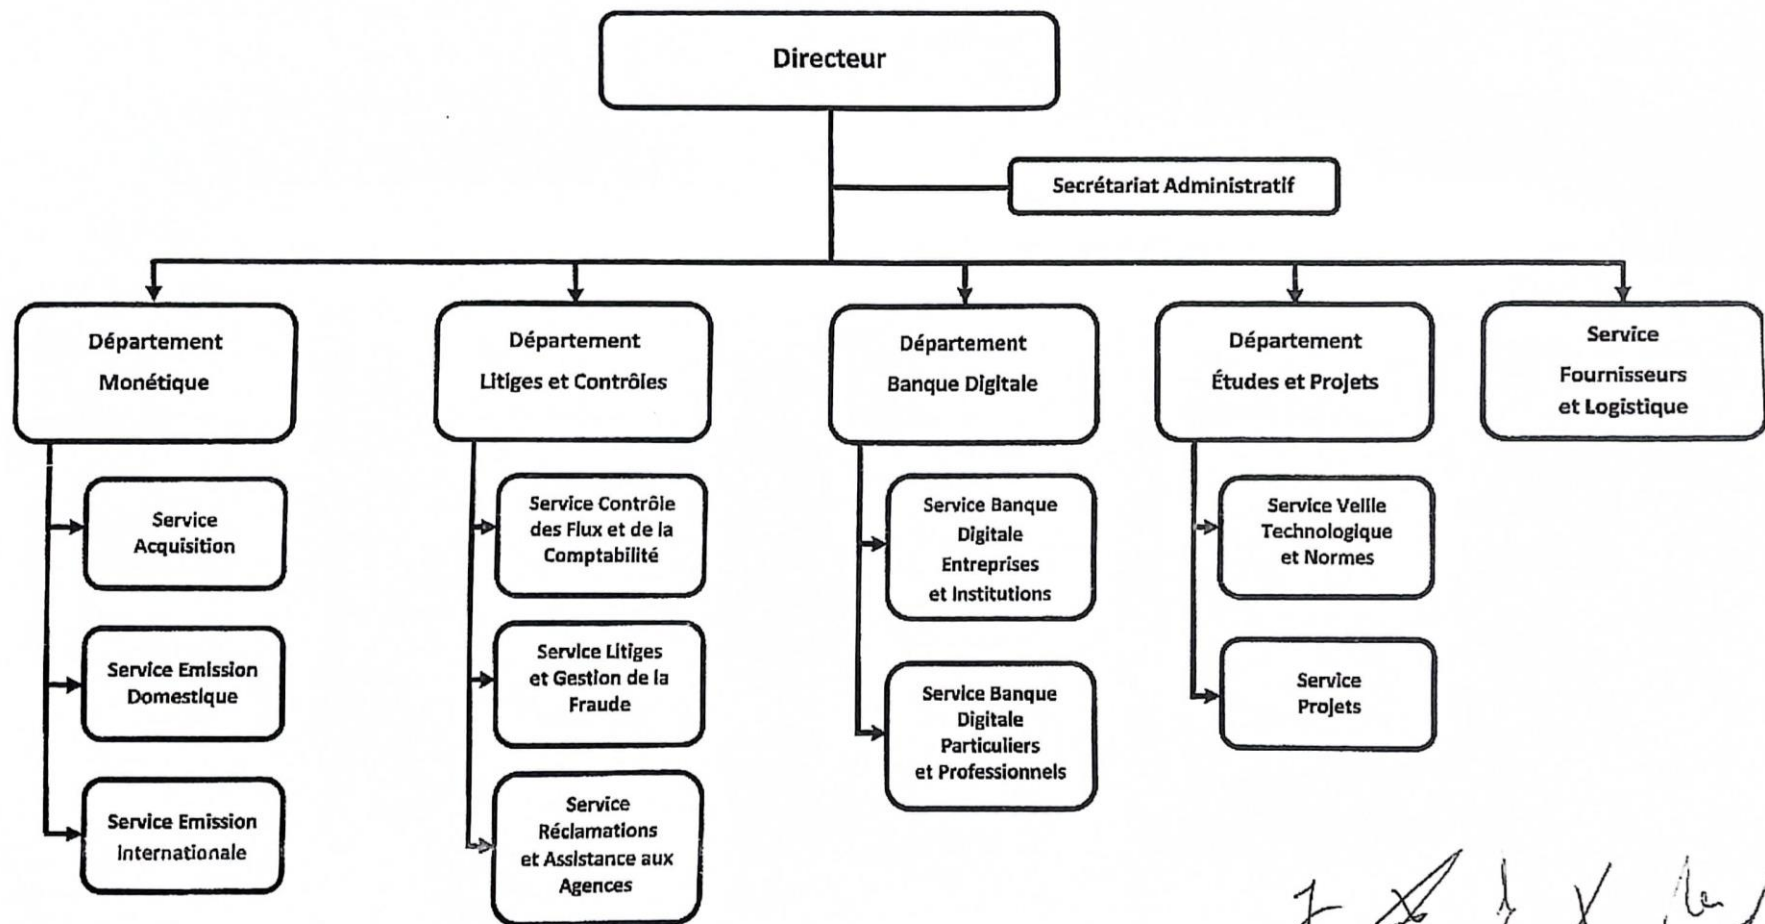 Directeur
Secrétariat Administratif
Département
Monétique
Département
Litiges et Contrôles
Département
Banque Digitale
Département
Études et Projets
Service
Fournisseurs
et Logistique
Service
Acquisition
Service Emission
Domestique
Service Emission
Internationale
Service Contrôle
des Flux et de la
Comptabilité
Service Litiges
et Gestion de la
Fraude
Service
Réclamations
et Assistance aux
Agences
Service Banque
Digitale
Entreprises
et Institutions
Service Banque
Digitale
Particuliers
et Professionnels
Service Veille
Technologique
et Normes
Service
Projets